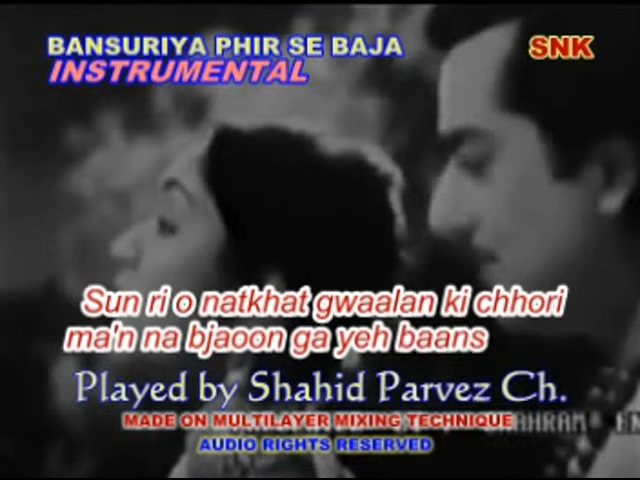 BANSURIYA PHIR SE BAJA
SNK
INSTRUMENTAL
Sun ri o natkhat gwaalan ki chhori
ma'n na bjaoon ga yeh baans
Played by Shahid Parvez Ch.
MADE ON MULTILAYER MIXING TECHNIQUE
AUDIO RIGHTS RESERVED